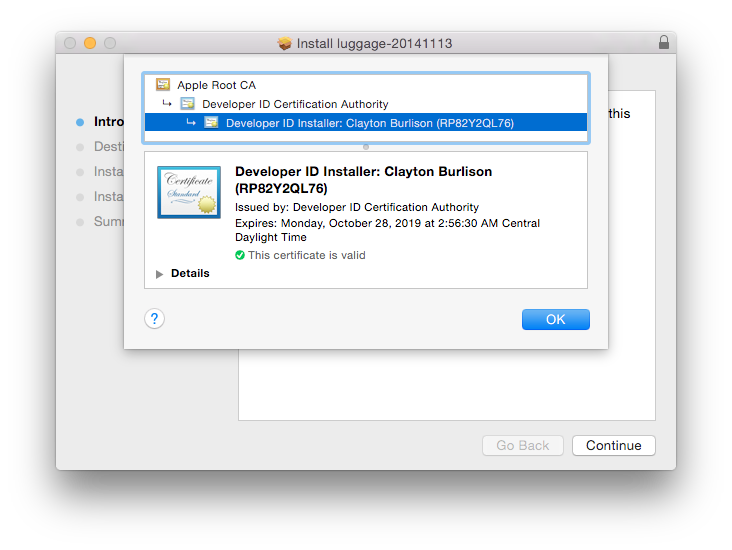 Install luggage-20141113
Apple Root CA
Developer ID Certification Authority
Developer ID Installer: Clayton Burlison (RP82Y2QL76)
this
Intro
Desti
Insta
Insta
Sum
Certificate
Standard
Developer ID Installer: Clayton Burlison
(RP82Y2QL76)
Issued by: Developer ID Certification Authority
Expires: Monday, October 28, 2019 at 2:56:30 AM Central
Daylight Time
This certificate is valid
Details
?
OK
Go Back
Continue